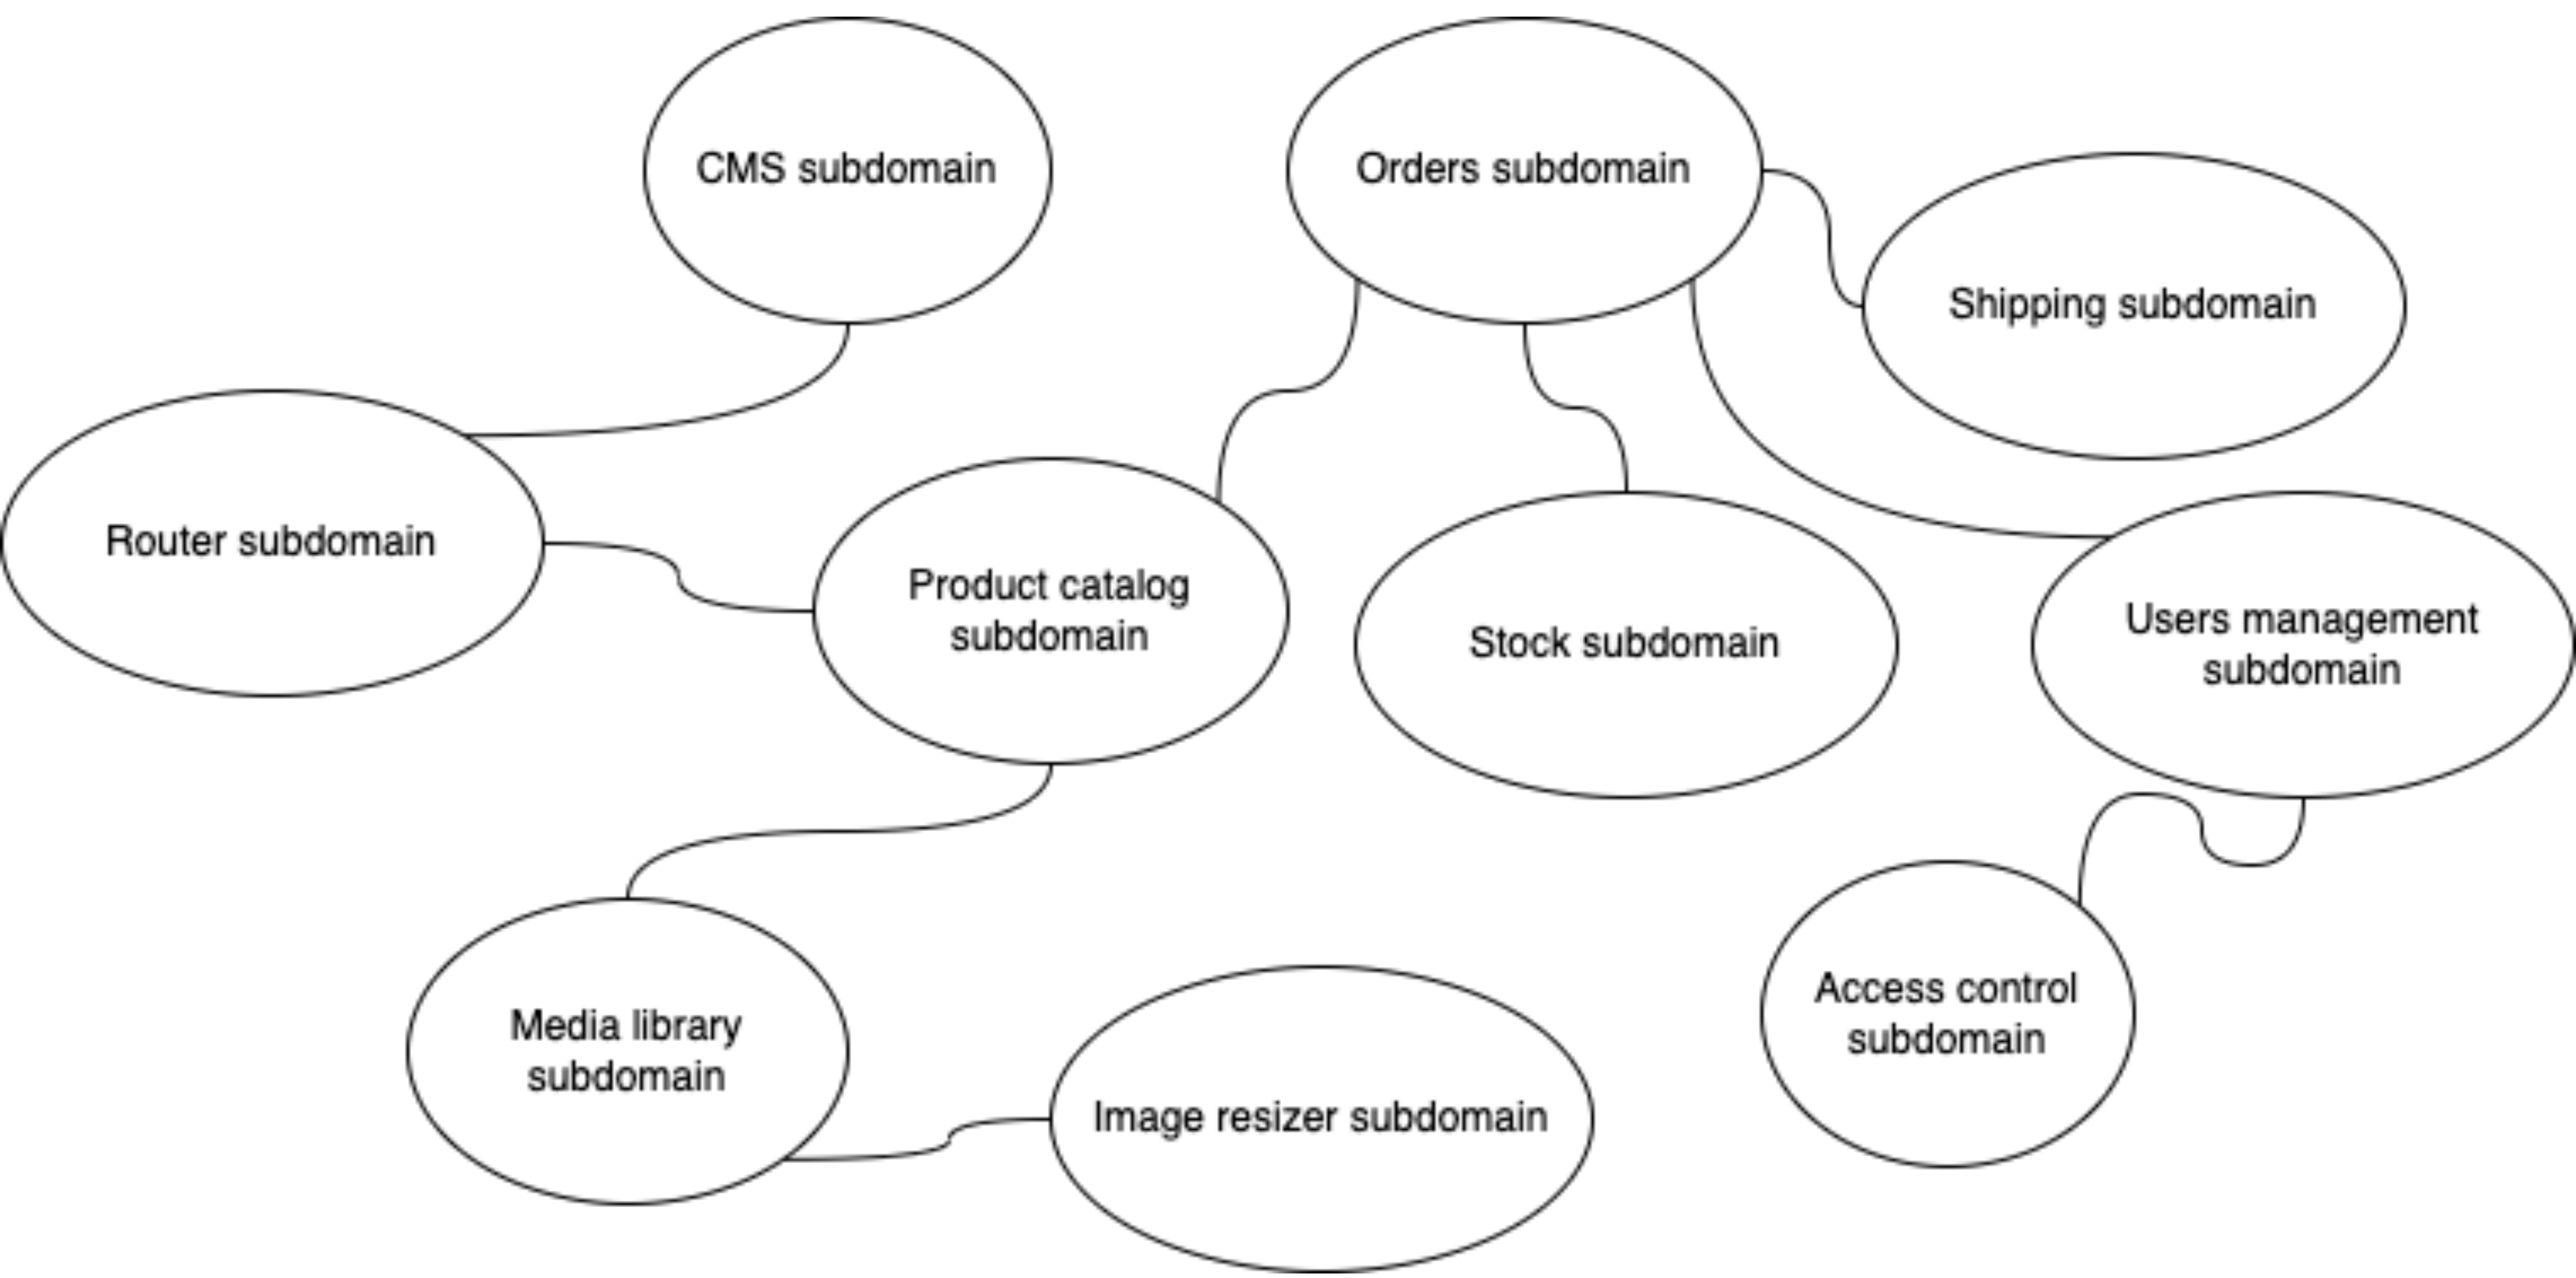 CMS subdomain
Orders subdomain
Shipping subdomain
Router subdomain
Product catalog
subdomain
Stock subdomain
Users management
subdomain
Media library
subdomain
Image resizer subdomain
Access control
subdomain